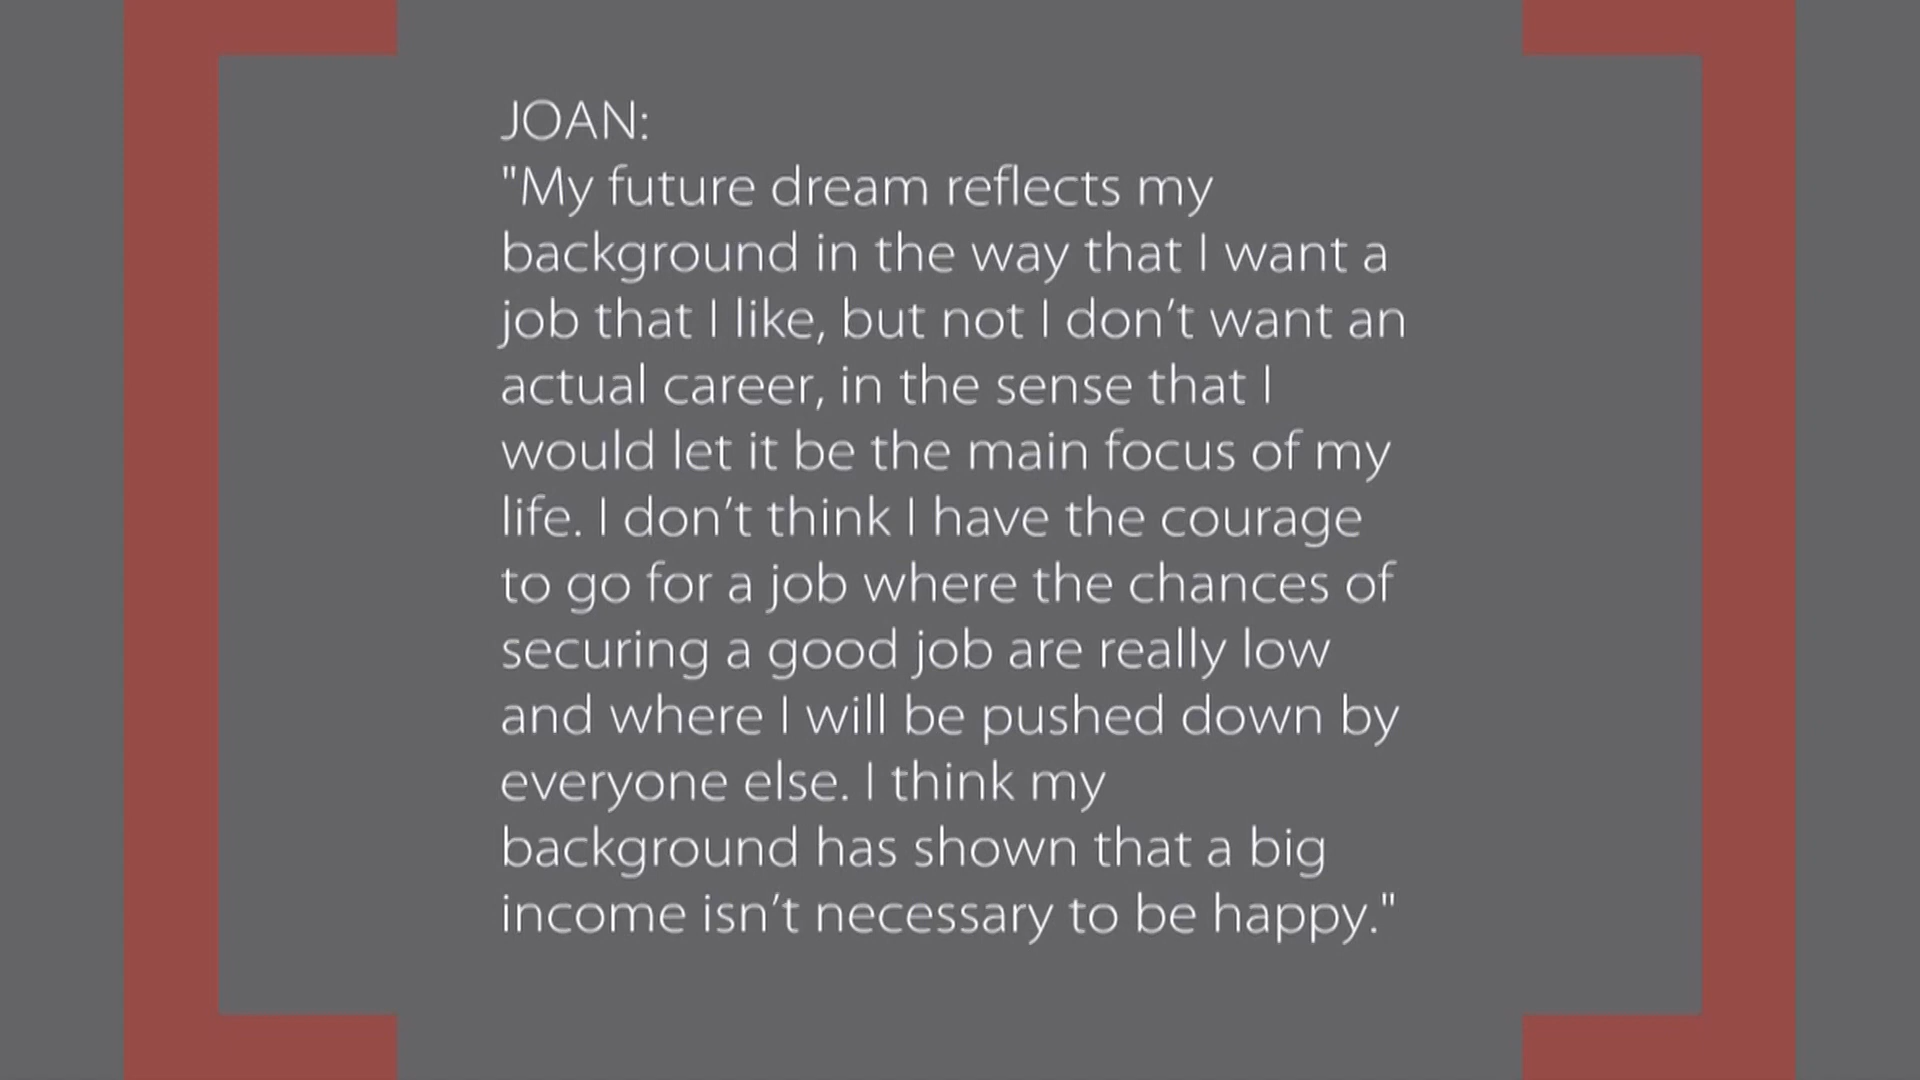 JOAN:
"My future dream reflects my
background in the way that I want a
job that I like, but not I don’t want an
actual career, in the sense that I
would let it be the main focus of my
life. I don’t think I have the courage
to go for a job where the chances of
securing a good job are really low
and where I will be pushed down by
everyone else. I think my
background has shown that a big
income isn’t necessary to be happy."